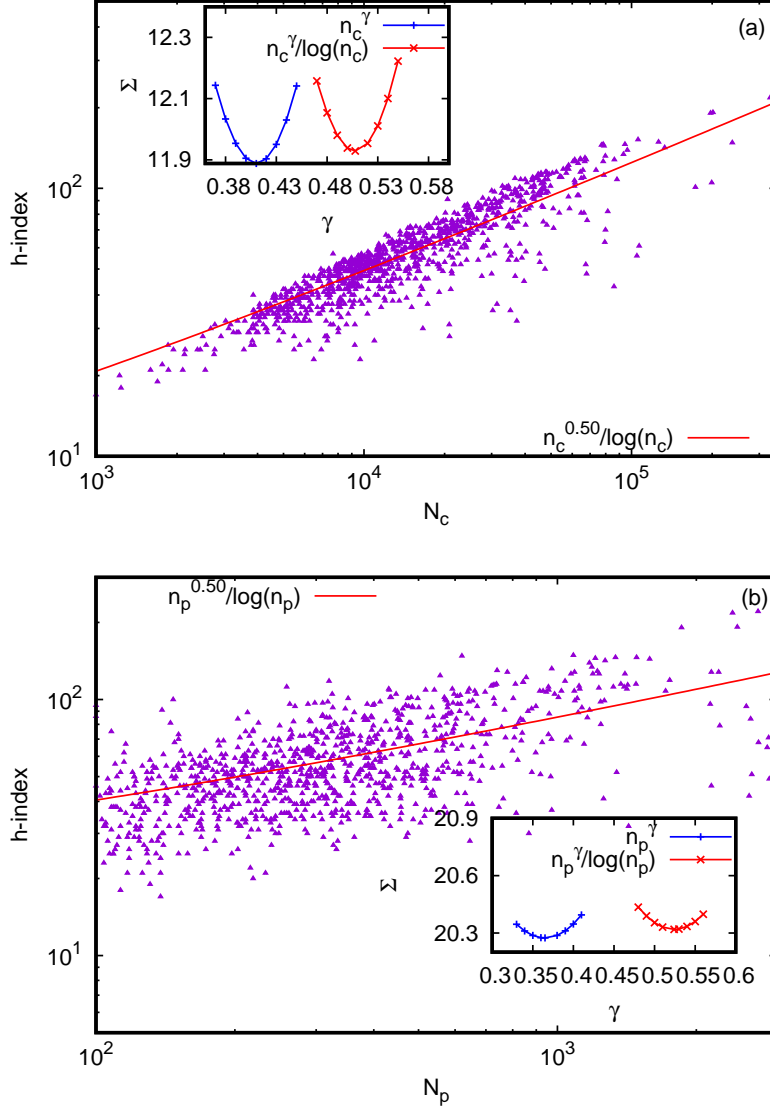 (a)
n_c^γ
n_c^γ/log(n_c)
Σ
12.3
12.1
11.9
0.38 0.43 0.48 0.53 0.58
γ
h-index
10^2
10^1
n_c^0.50/log(n_c)
10^3 10^4 10^5
N_c
(b)
n_p^0.50/log(n_p)
h-index
10^2
10^1
n_p^γ
n_p^γ/log(n_p)
Σ
20.9
20.6
20.3
0.3 0.35 0.4 0.45 0.5 0.55 0.6
γ
10^2 10^3
N_p